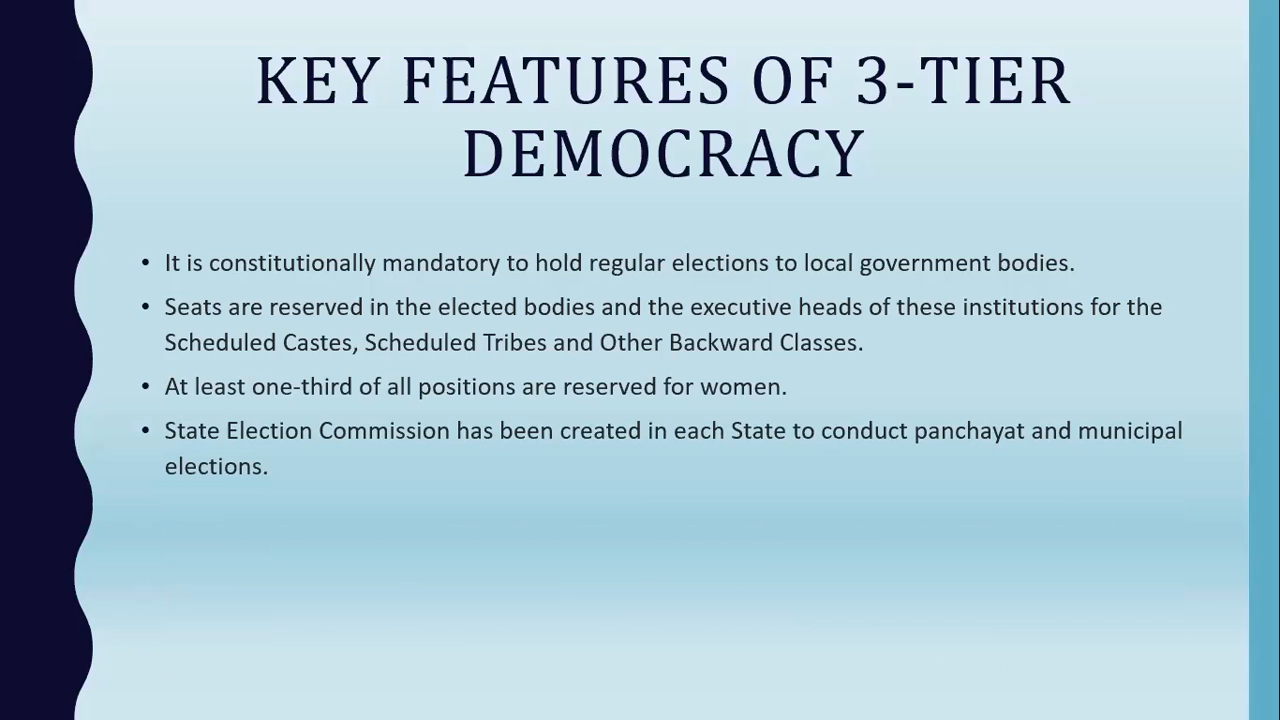 KEY FEATURES OF 3-TIER
DEMOCRACY
• It is constitutionally mandatory to hold regular elections to local government bodies.
• Seats are reserved in the elected bodies and the executive heads of these institutions for the
Scheduled Castes, Scheduled Tribes and Other Backward Classes.
• At least one-third of all positions are reserved for women.
• State Election Commission has been created in each State to conduct panchayat and municipal
elections.